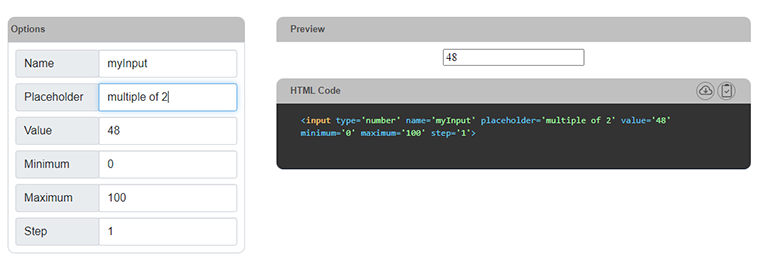 Options
Name myInput
Placeholder multiple of 2
Value 48
Minimum 0
Maximum 100
Step 1
Preview
48
HTML Code
<input type='number' name='myInput' placeholder='multiple of 2' value='48'
minimum='0' maximum='100' step='1'>